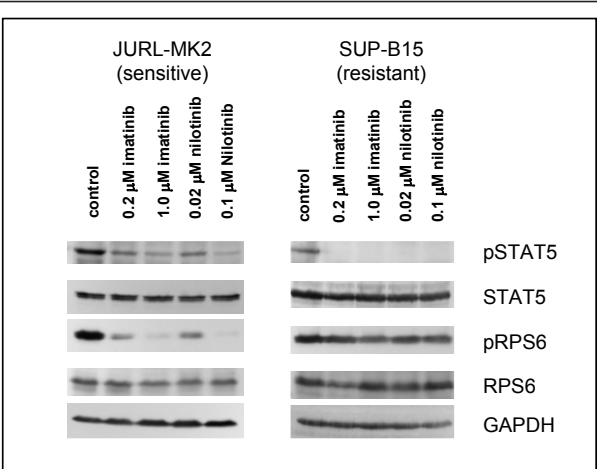 JURL-MK2
(sensitive)
SUP-B15
(resistant)
control
0.2 µM imatinib
1.0 µM imatinib
0.02 µM nilotinib
0.1 µM Nilotinib
control
0.2 µM imatinib
1.0 µM imatinib
0.02 µM nilotinib
0.1 µM nilotinib
pSTAT5
STAT5
pRPS6
RPS6
GAPDH